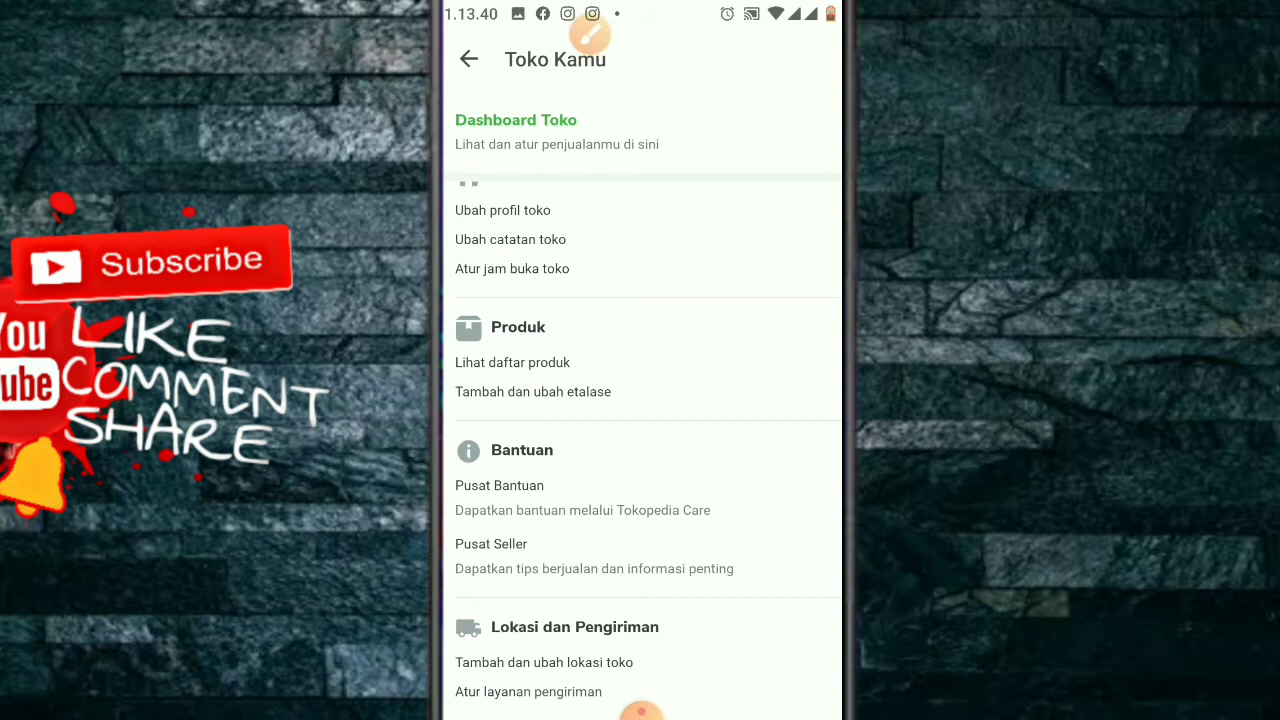 1.13.40
Toko Kamu
Dashboard Toko
Lihat dan atur penjualanmu di sini
Ubah profil toko
Ubah catatan toko
Atur jam buka toko
Produk
Lihat daftar produk
Tambah dan ubah etalase
Bantuan
Pusat Bantuan
Dapatkan bantuan melalui Tokopedia Care
Pusat Seller
Dapatkan tips berjualan dan informasi penting
Lokasi dan Pengiriman
Tambah dan ubah lokasi toko
Atur layanan pengiriman
Subscribe
You
Tube
LIKE
COMMENT
SHARE